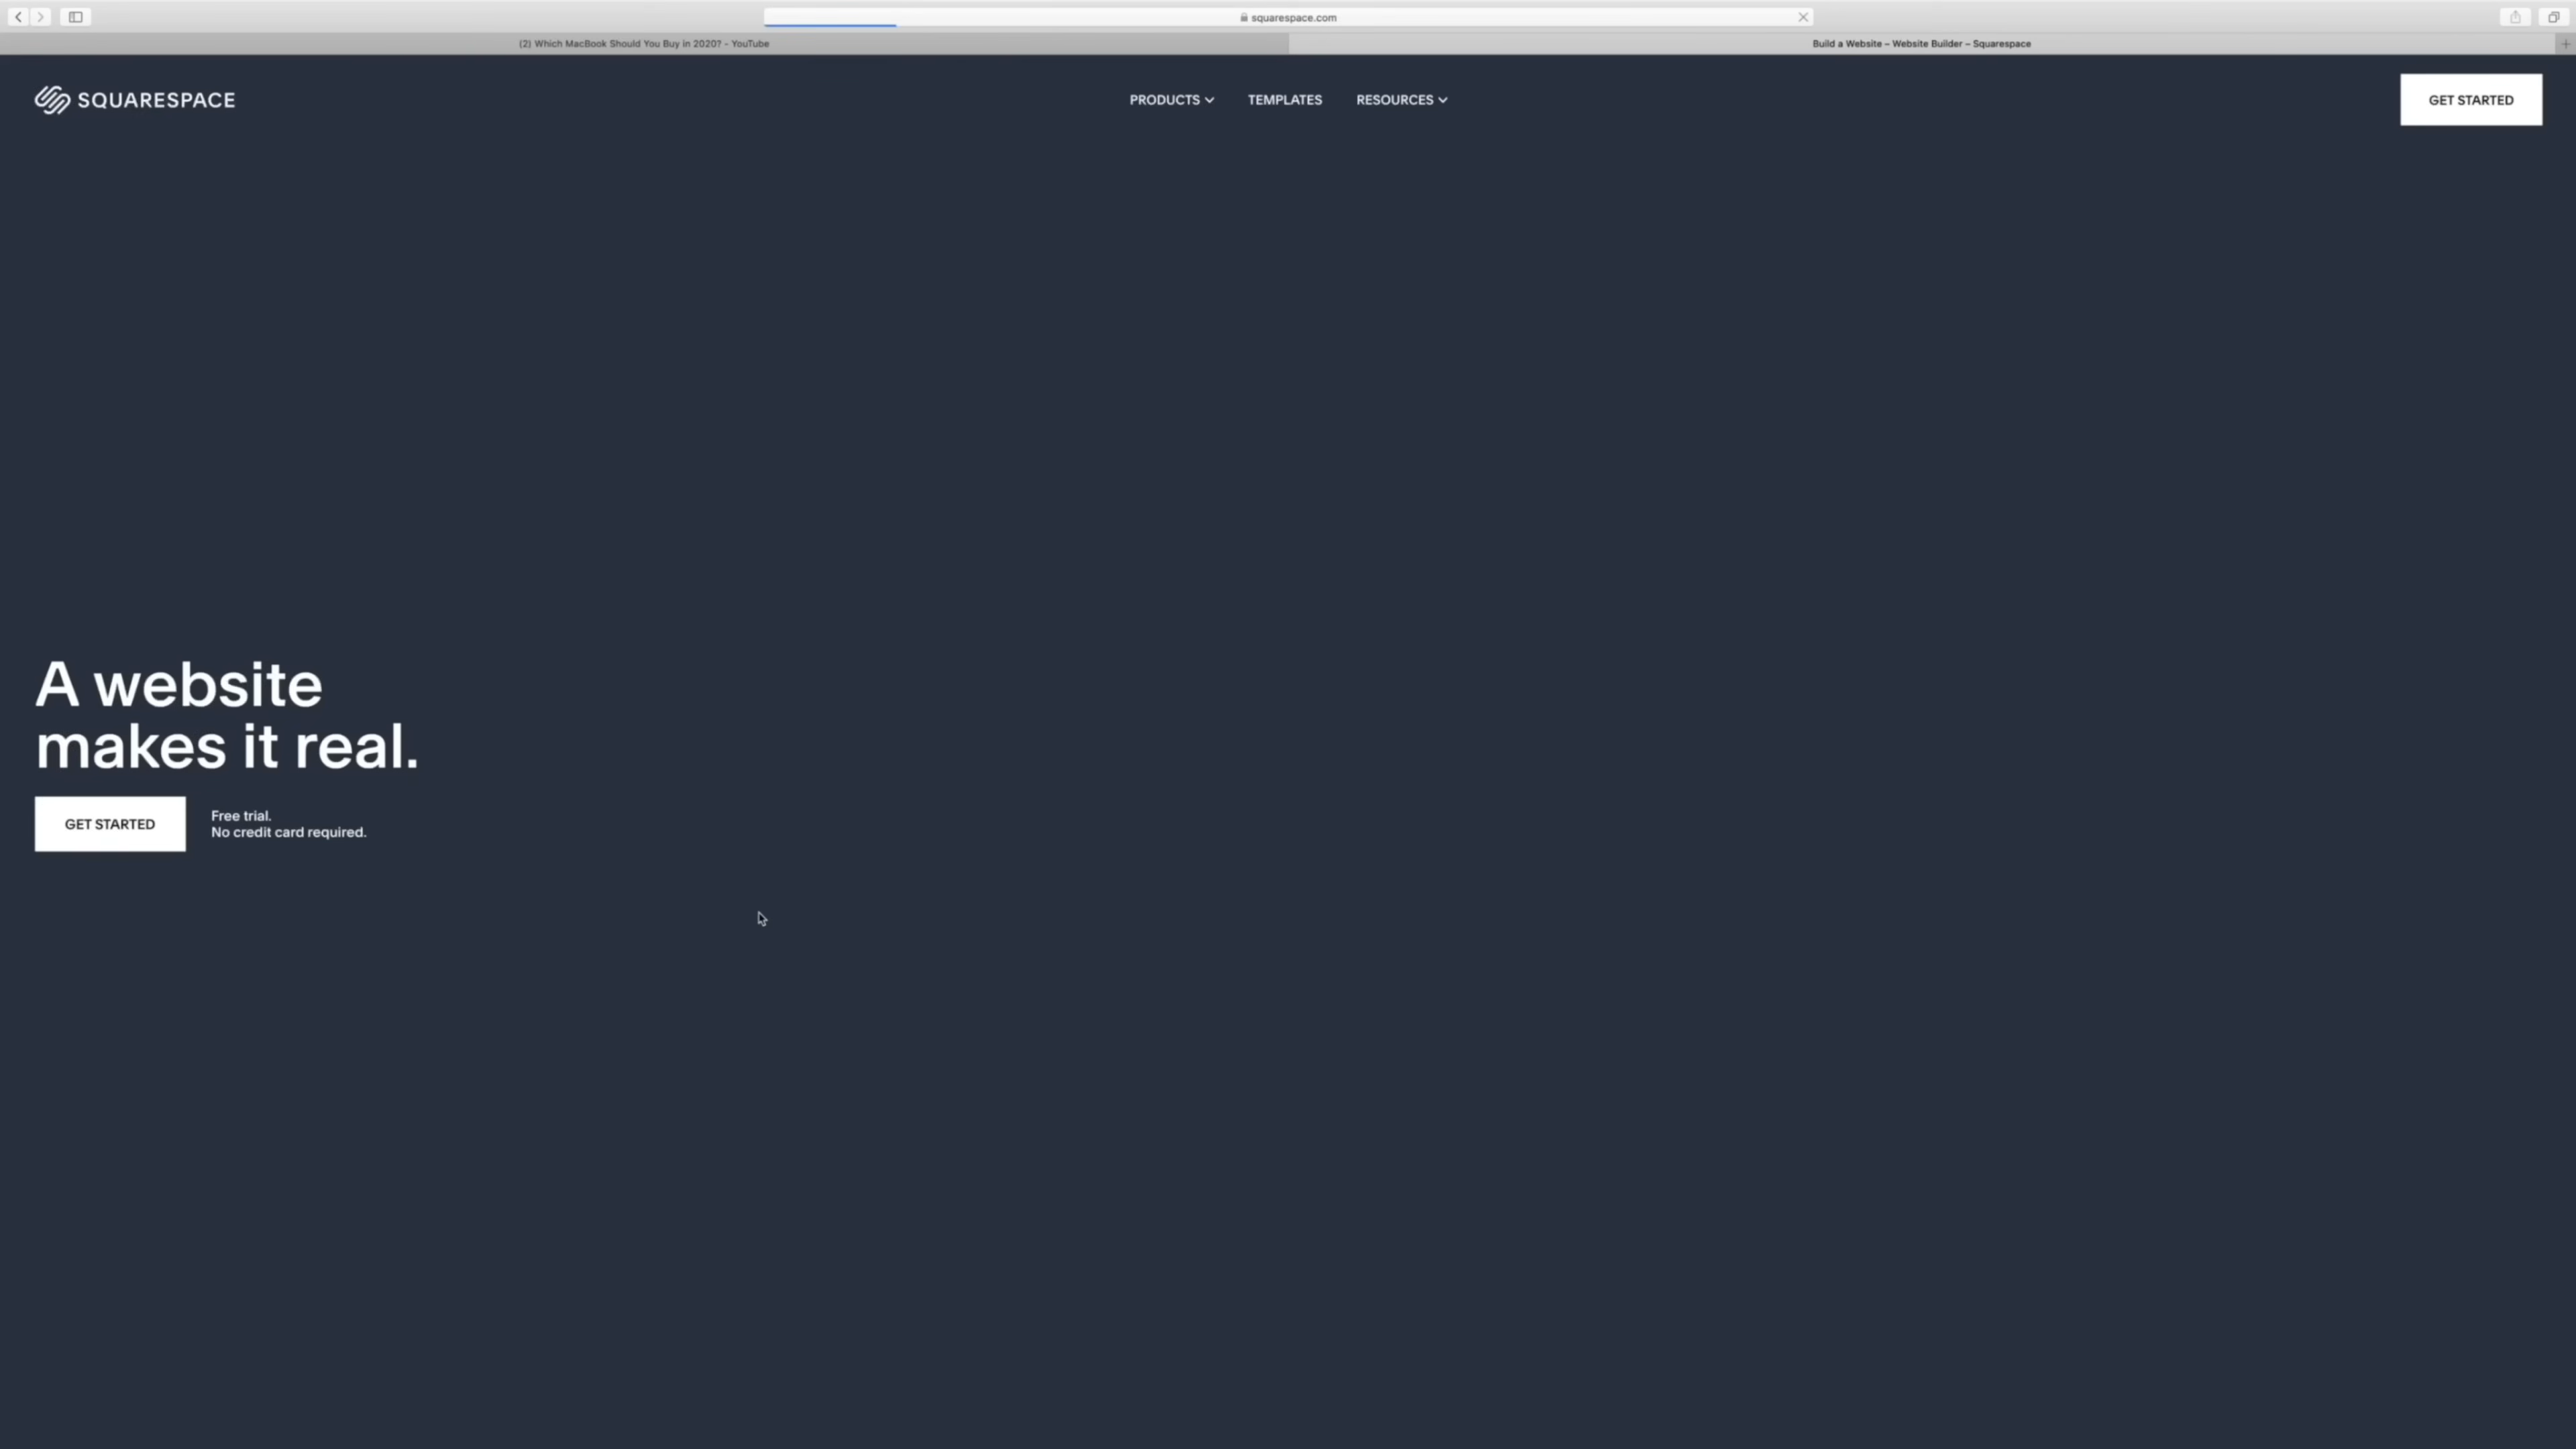 squarespace.com
(2) Which MacBook Should You Buy in 2020? - YouTube
Build a Website – Website Builder – Squarespace
SQUARESPACE
PRODUCTS
TEMPLATES
RESOURCES
GET STARTED
A website
makes it real.
GET STARTED
Free trial.
No credit card required.